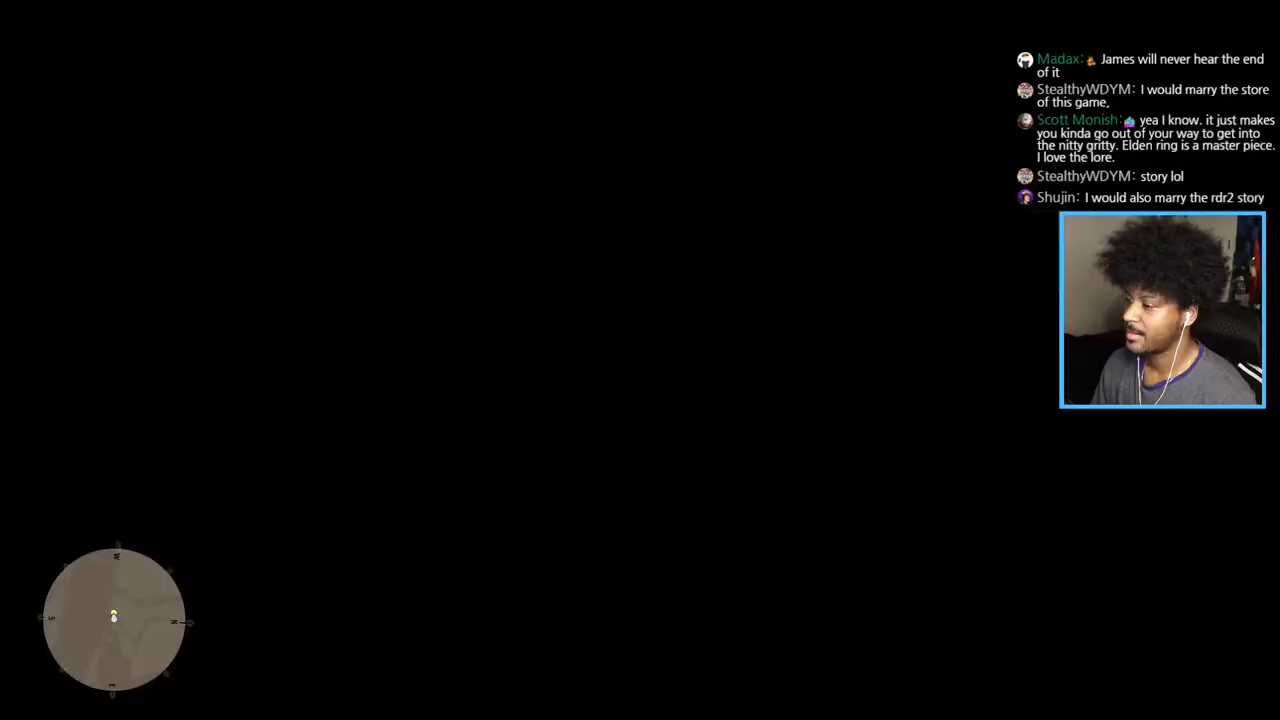 Madax: James will never hear the end
of it
StealthyWDYM: I would marry the store
of this game,
Scott Monish: yea I know. it just makes
you kinda go out of your way to get into
the nitty gritty. Elden ring is a master piece.
I love the lore.
StealthyWDYM: story lol
Shujin: I would also marry the rdr2 story
W
S
N
E